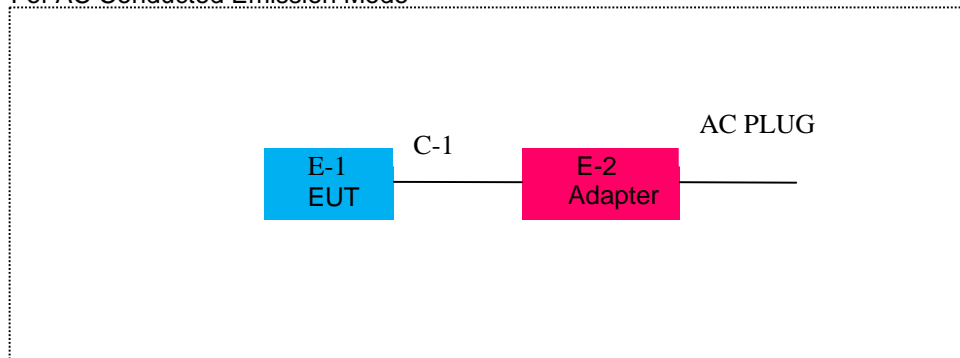 For AC Conducted Emission Mode
AC PLUG
C-1
E-1
EUT
E-2
Adapter